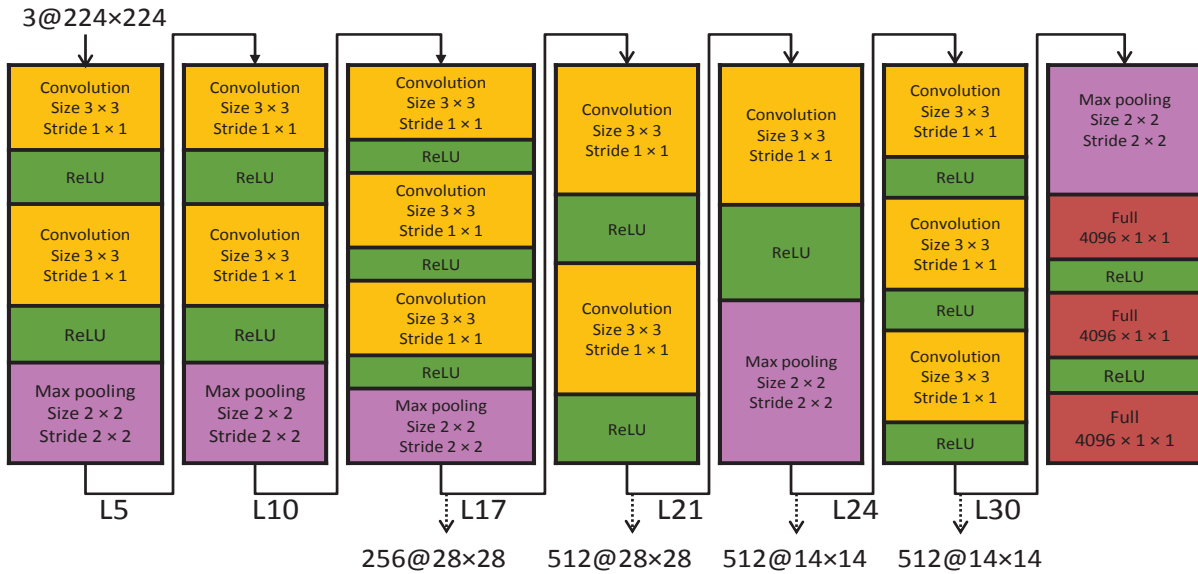 3@224×224
Convolution
Size 3 × 3
Stride 1 × 1
ReLU
Convolution
Size 3 × 3
Stride 1 × 1
ReLU
Max pooling
Size 2 × 2
Stride 2 × 2
L5
Convolution
Size 3 × 3
Stride 1 × 1
ReLU
Convolution
Size 3 × 3
Stride 1 × 1
ReLU
Max pooling
Size 2 × 2
Stride 2 × 2
L10
Convolution
Size 3 × 3
Stride 1 × 1
ReLU
Convolution
Size 3 × 3
Stride 1 × 1
ReLU
Convolution
Size 3 × 3
Stride 1 × 1
ReLU
Max pooling
Size 2 × 2
Stride 2 × 2
L17
256@28×28
Convolution
Size 3 × 3
Stride 1 × 1
ReLU
Convolution
Size 3 × 3
Stride 1 × 1
ReLU
L21
512@28×28
Convolution
Size 3 × 3
Stride 1 × 1
ReLU
Max pooling
Size 2 × 2
Stride 2 × 2
L24
512@14×14
Convolution
Size 3 × 3
Stride 1 × 1
ReLU
Convolution
Size 3 × 3
Stride 1 × 1
ReLU
Convolution
Size 3 × 3
Stride 1 × 1
ReLU
L30
512@14×14
Max pooling
Size 2 × 2
Stride 2 × 2
Full
4096 × 1 × 1
ReLU
Full
4096 × 1 × 1
ReLU
Full
4096 × 1 × 1